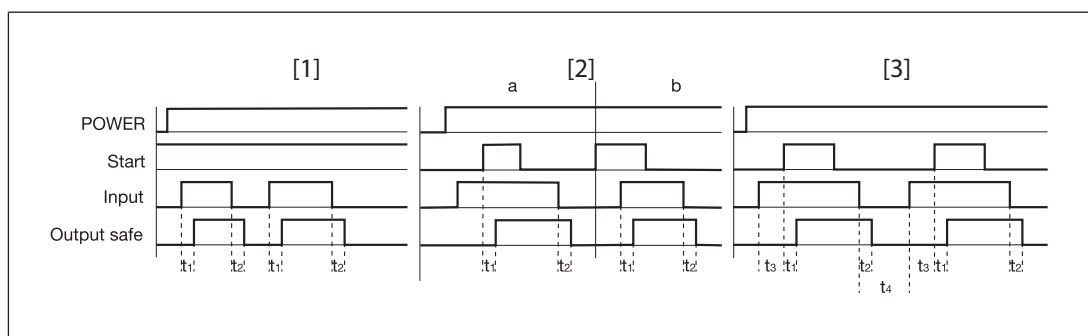 [1] [2] [3]
a b
POWER
Start
Input
Output safe
t1 t2 t1 t2 t1 t2 t1 t2 t3 t1 t2 t3 t1 t2
t4